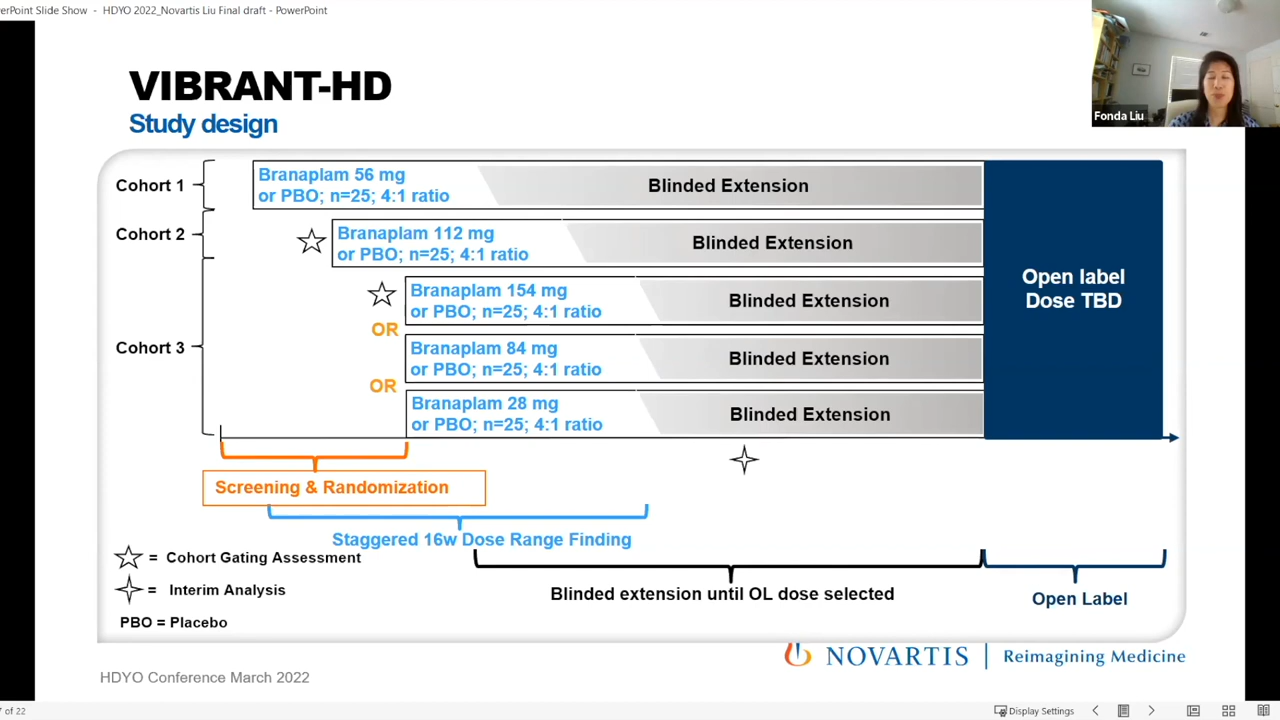 PowerPoint Slide Show - HDYO 2022_Novartis Liu Final draft - PowerPoint
Fonda Liu
VIBRANT-HD
Study design
Cohort 1
Branaplam 56 mg
or PBO; n=25; 4:1 ratio
Blinded Extension
Cohort 2
Branaplam 112 mg
or PBO; n=25; 4:1 ratio
Blinded Extension
Cohort 3
Branaplam 154 mg
or PBO; n=25; 4:1 ratio
Blinded Extension
OR
Branaplam 84 mg
or PBO; n=25; 4:1 ratio
Blinded Extension
OR
Branaplam 28 mg
or PBO; n=25; 4:1 ratio
Blinded Extension
Open label
Dose TBD
Screening & Randomization
Staggered 16w Dose Range Finding
= Cohort Gating Assessment
= Interim Analysis
PBO = Placebo
Blinded extension until OL dose selected
Open Label
NOVARTIS | Reimagining Medicine
HDYO Conference March 2022
7 of 22
Display Settings